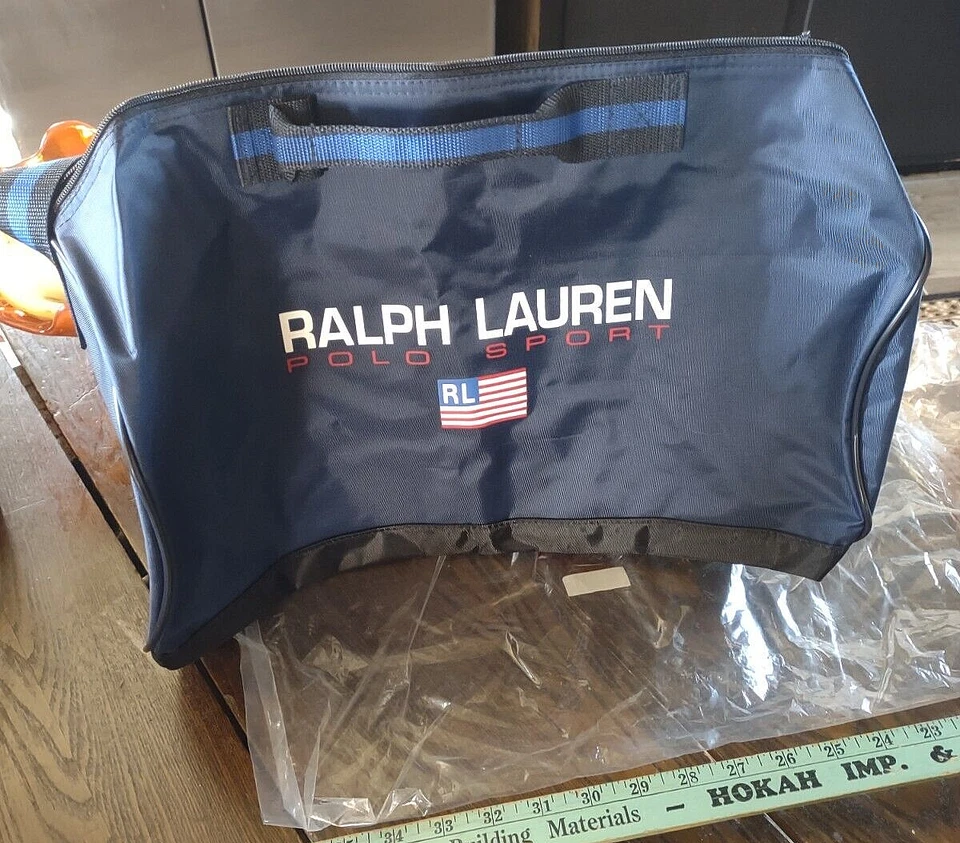 RALPH LAUREN
POLO SPORT
RL
34 33 32 31 30 29 28 27 26 25 24 23
Building Materials – HOKAH IMP. &